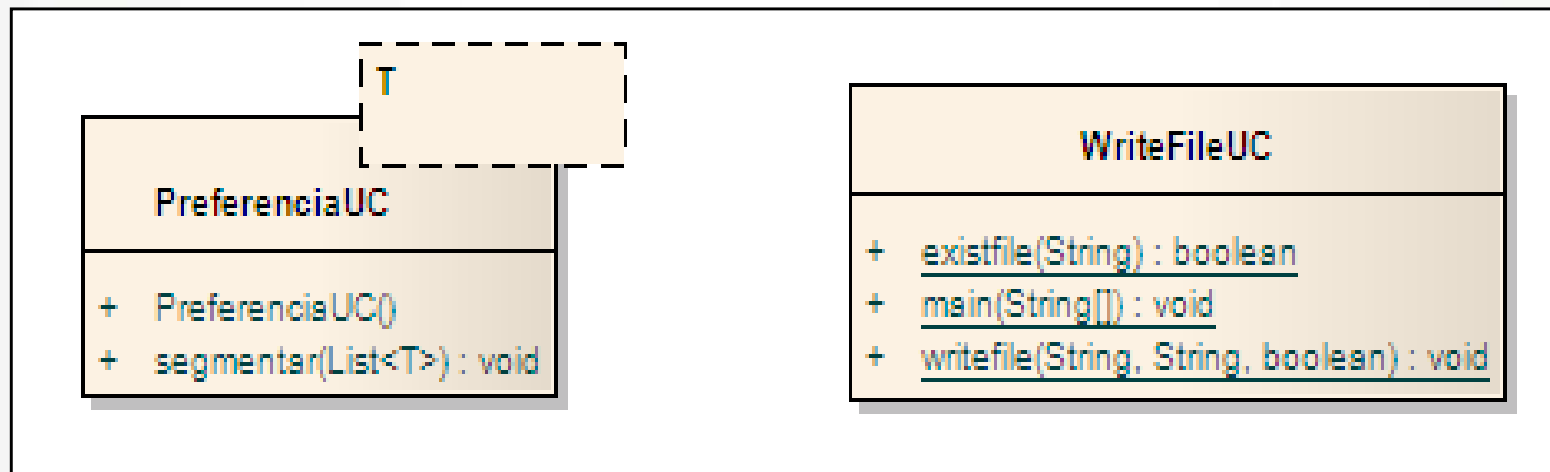 T
PreferenciaUC
+ PreferenciaUC()
+ segmentar(List<T>) : void
WriteFileUC
+ existfile(String) : boolean
+ main(String[]) : void
+ writefile(String, String, boolean) : void